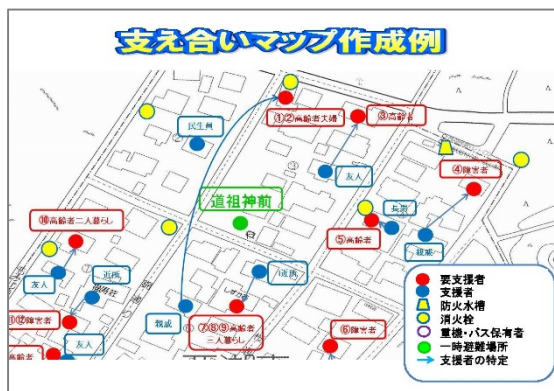 支え合いマップ作成例
民生員
①②高齢者夫婦
③高齢者
友人
④障害者
道祖神前
長男
⑤高齢者
親戚
⑩高齢者二人暮らし
友人
近所
近所
親戚
⑦⑧⑨高齢者
三人暮らし
⑥障害者
⑫障害者
友人
高齢者
要支援者
支援者
防火水槽
消火栓
重機・バス保有者
一時避難場所
支援者の特定